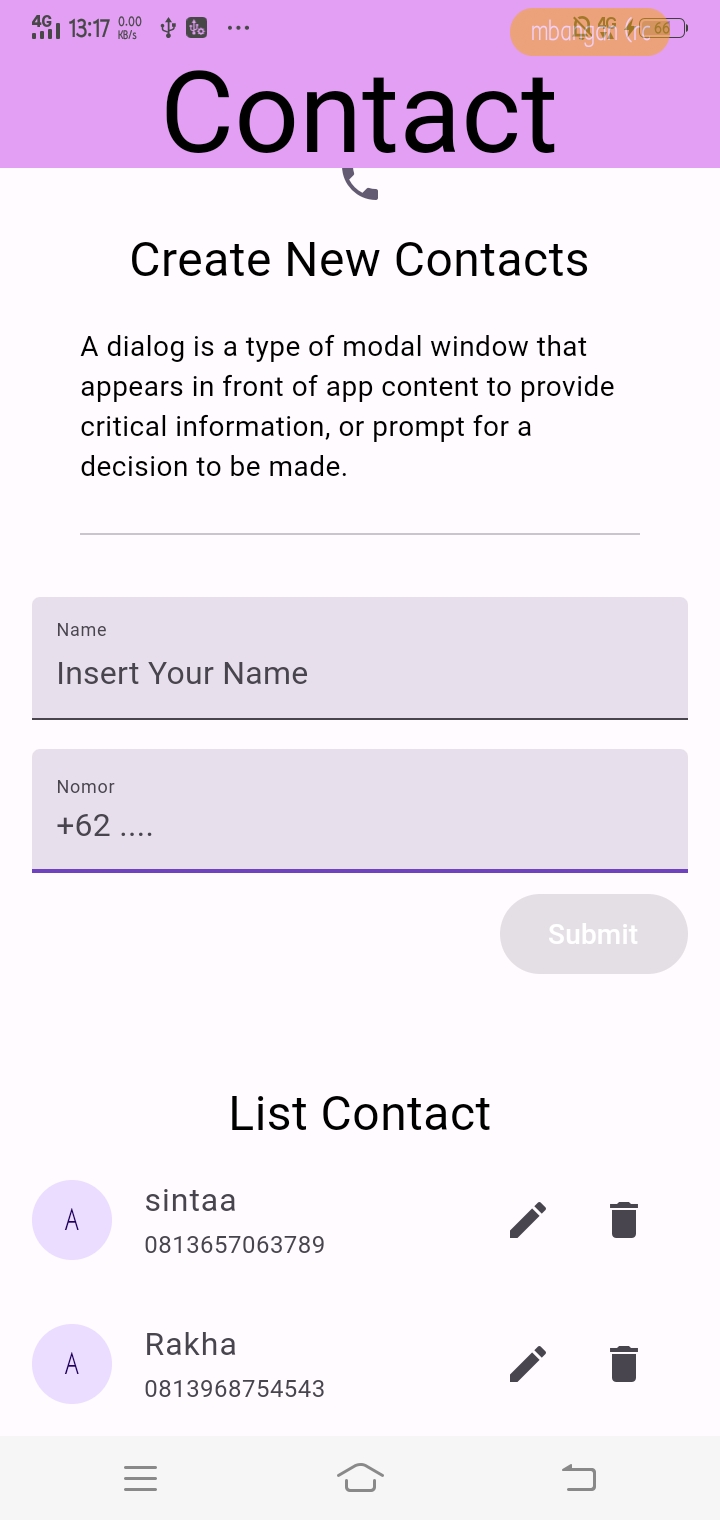 4G 13:17 0.00 KB/s
4G 66
Contact
Create New Contacts
A dialog is a type of modal window that
appears in front of app content to provide
critical information, or prompt for a
decision to be made.
Name
Insert Your Name
Nomor
+62 ....
Submit
List Contact
A
sintaa
0813657063789
A
Rakha
0813968754543